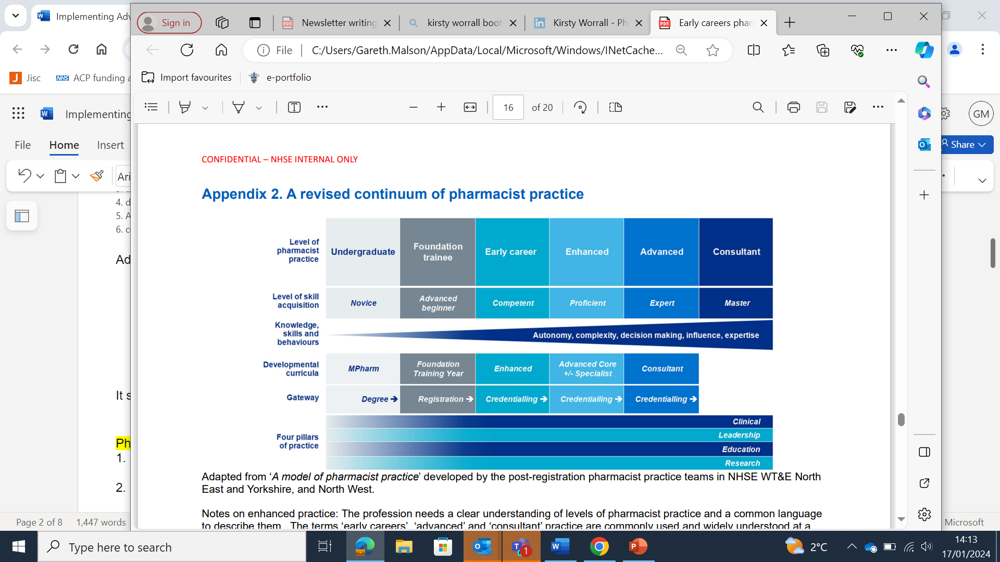 Implementing Adv
Sign in
Newsletter writing
kirsty worrall boot
Kirsty Worrall - Ph
Early careers phar
File
C:/Users/Gareth.Malson/AppData/Local/Microsoft/Windows/INetCache...
J Jisc
NHS ACP funding a
Import favourites
e-portfolio
Implementing
16
of 20
GM
File
Home
Insert
Share
Ari
CONFIDENTIAL – NHSE INTERNAL ONLY
Appendix 2. A revised continuum of pharmacist practice
4. d
5. A
6. c
Ad
It s
Ph
1.
2.
Level of
pharmacist
practice
Undergraduate
Foundation
trainee
Early career
Enhanced
Advanced
Consultant
Level of skill
acquisition
Novice
Advanced
beginner
Competent
Proficient
Expert
Master
Knowledge,
skills and
behaviours
Autonomy, complexity, decision making, influence, expertise
Developmental
curricula
MPharm
Foundation
Training Year
Enhanced
Advanced Core
+/- Specialist
Consultant
Gateway
Degree ➔
Registration ➔
Credentialling ➔
Credentialling ➔
Credentialling ➔
Four pillars
of practice
Clinical
Leadership
Education
Research
Adapted from ‘A model of pharmacist practice’ developed by the post-registration pharmacist practice teams in NHSE WT&E North
East and Yorkshire, and North West.
Notes on enhanced practice: The profession needs a clear understanding of levels of pharmacist practice and a common language
to describe them. The terms ‘early careers’, ‘advanced’ and ‘consultant’ practice are commonly used and widely understood at a
Page 2 of 8
1,447 words
Microsoft
Type here to search
1
2°C
14:13
17/01/2024